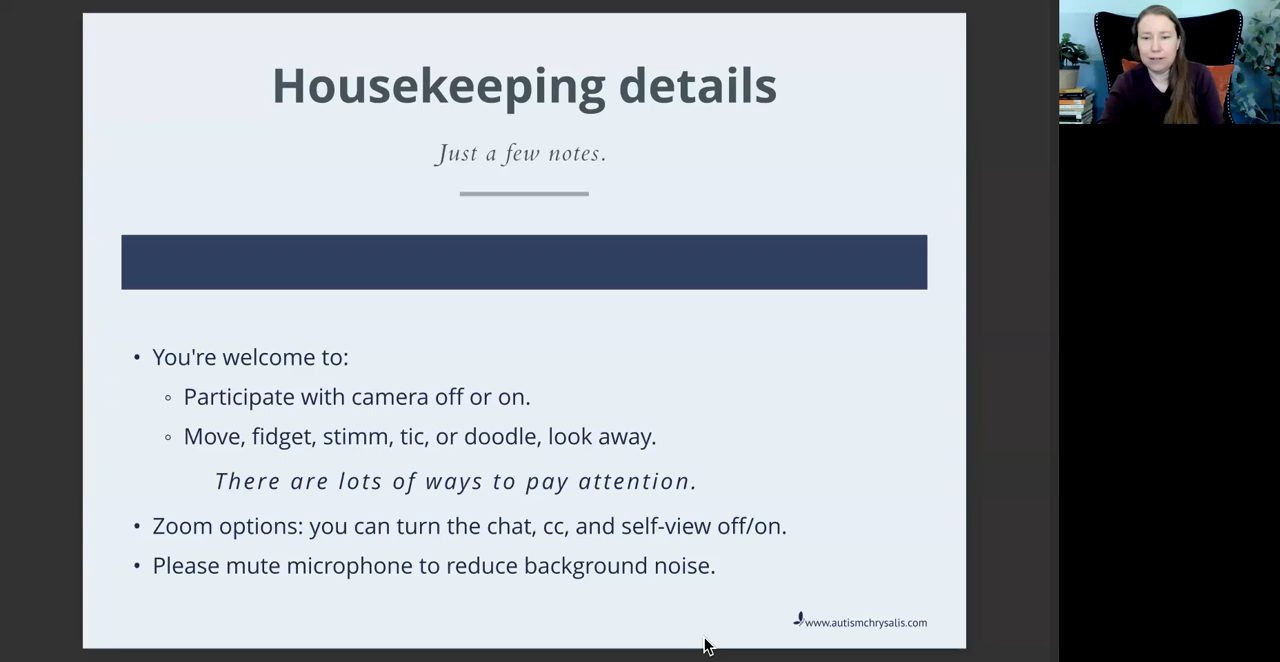 Housekeeping details
Just a few notes.
• You're welcome to:
◦ Participate with camera off or on.
◦ Move, fidget, stimm, tic, or doodle, look away.
There are lots of ways to pay attention.
• Zoom options: you can turn the chat, cc, and self-view off/on.
• Please mute microphone to reduce background noise.
www.autismchrysalis.com